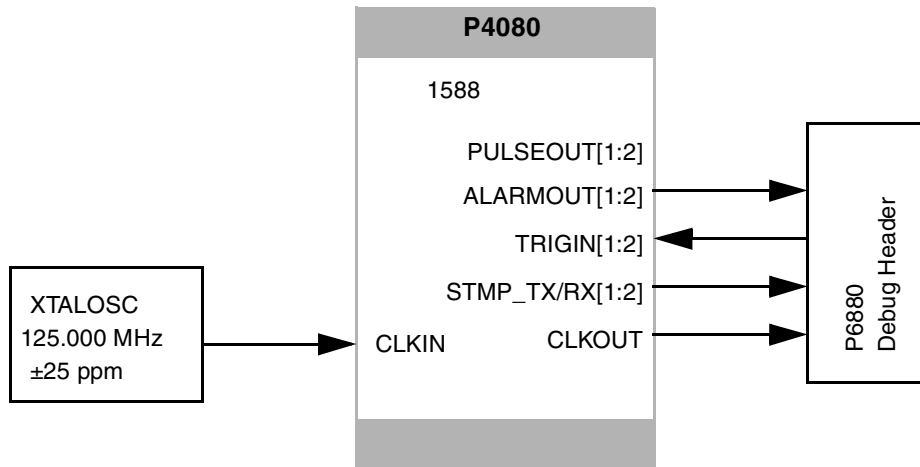 P4080
1588
PULSEOUT[1:2]
ALARMOUT[1:2]
TRIGIN[1:2]
STMP_TX/RX[1:2]
CLKIN
CLKOUT
XTALOSC
125.000 MHz
±25 ppm
P6880
Debug Header